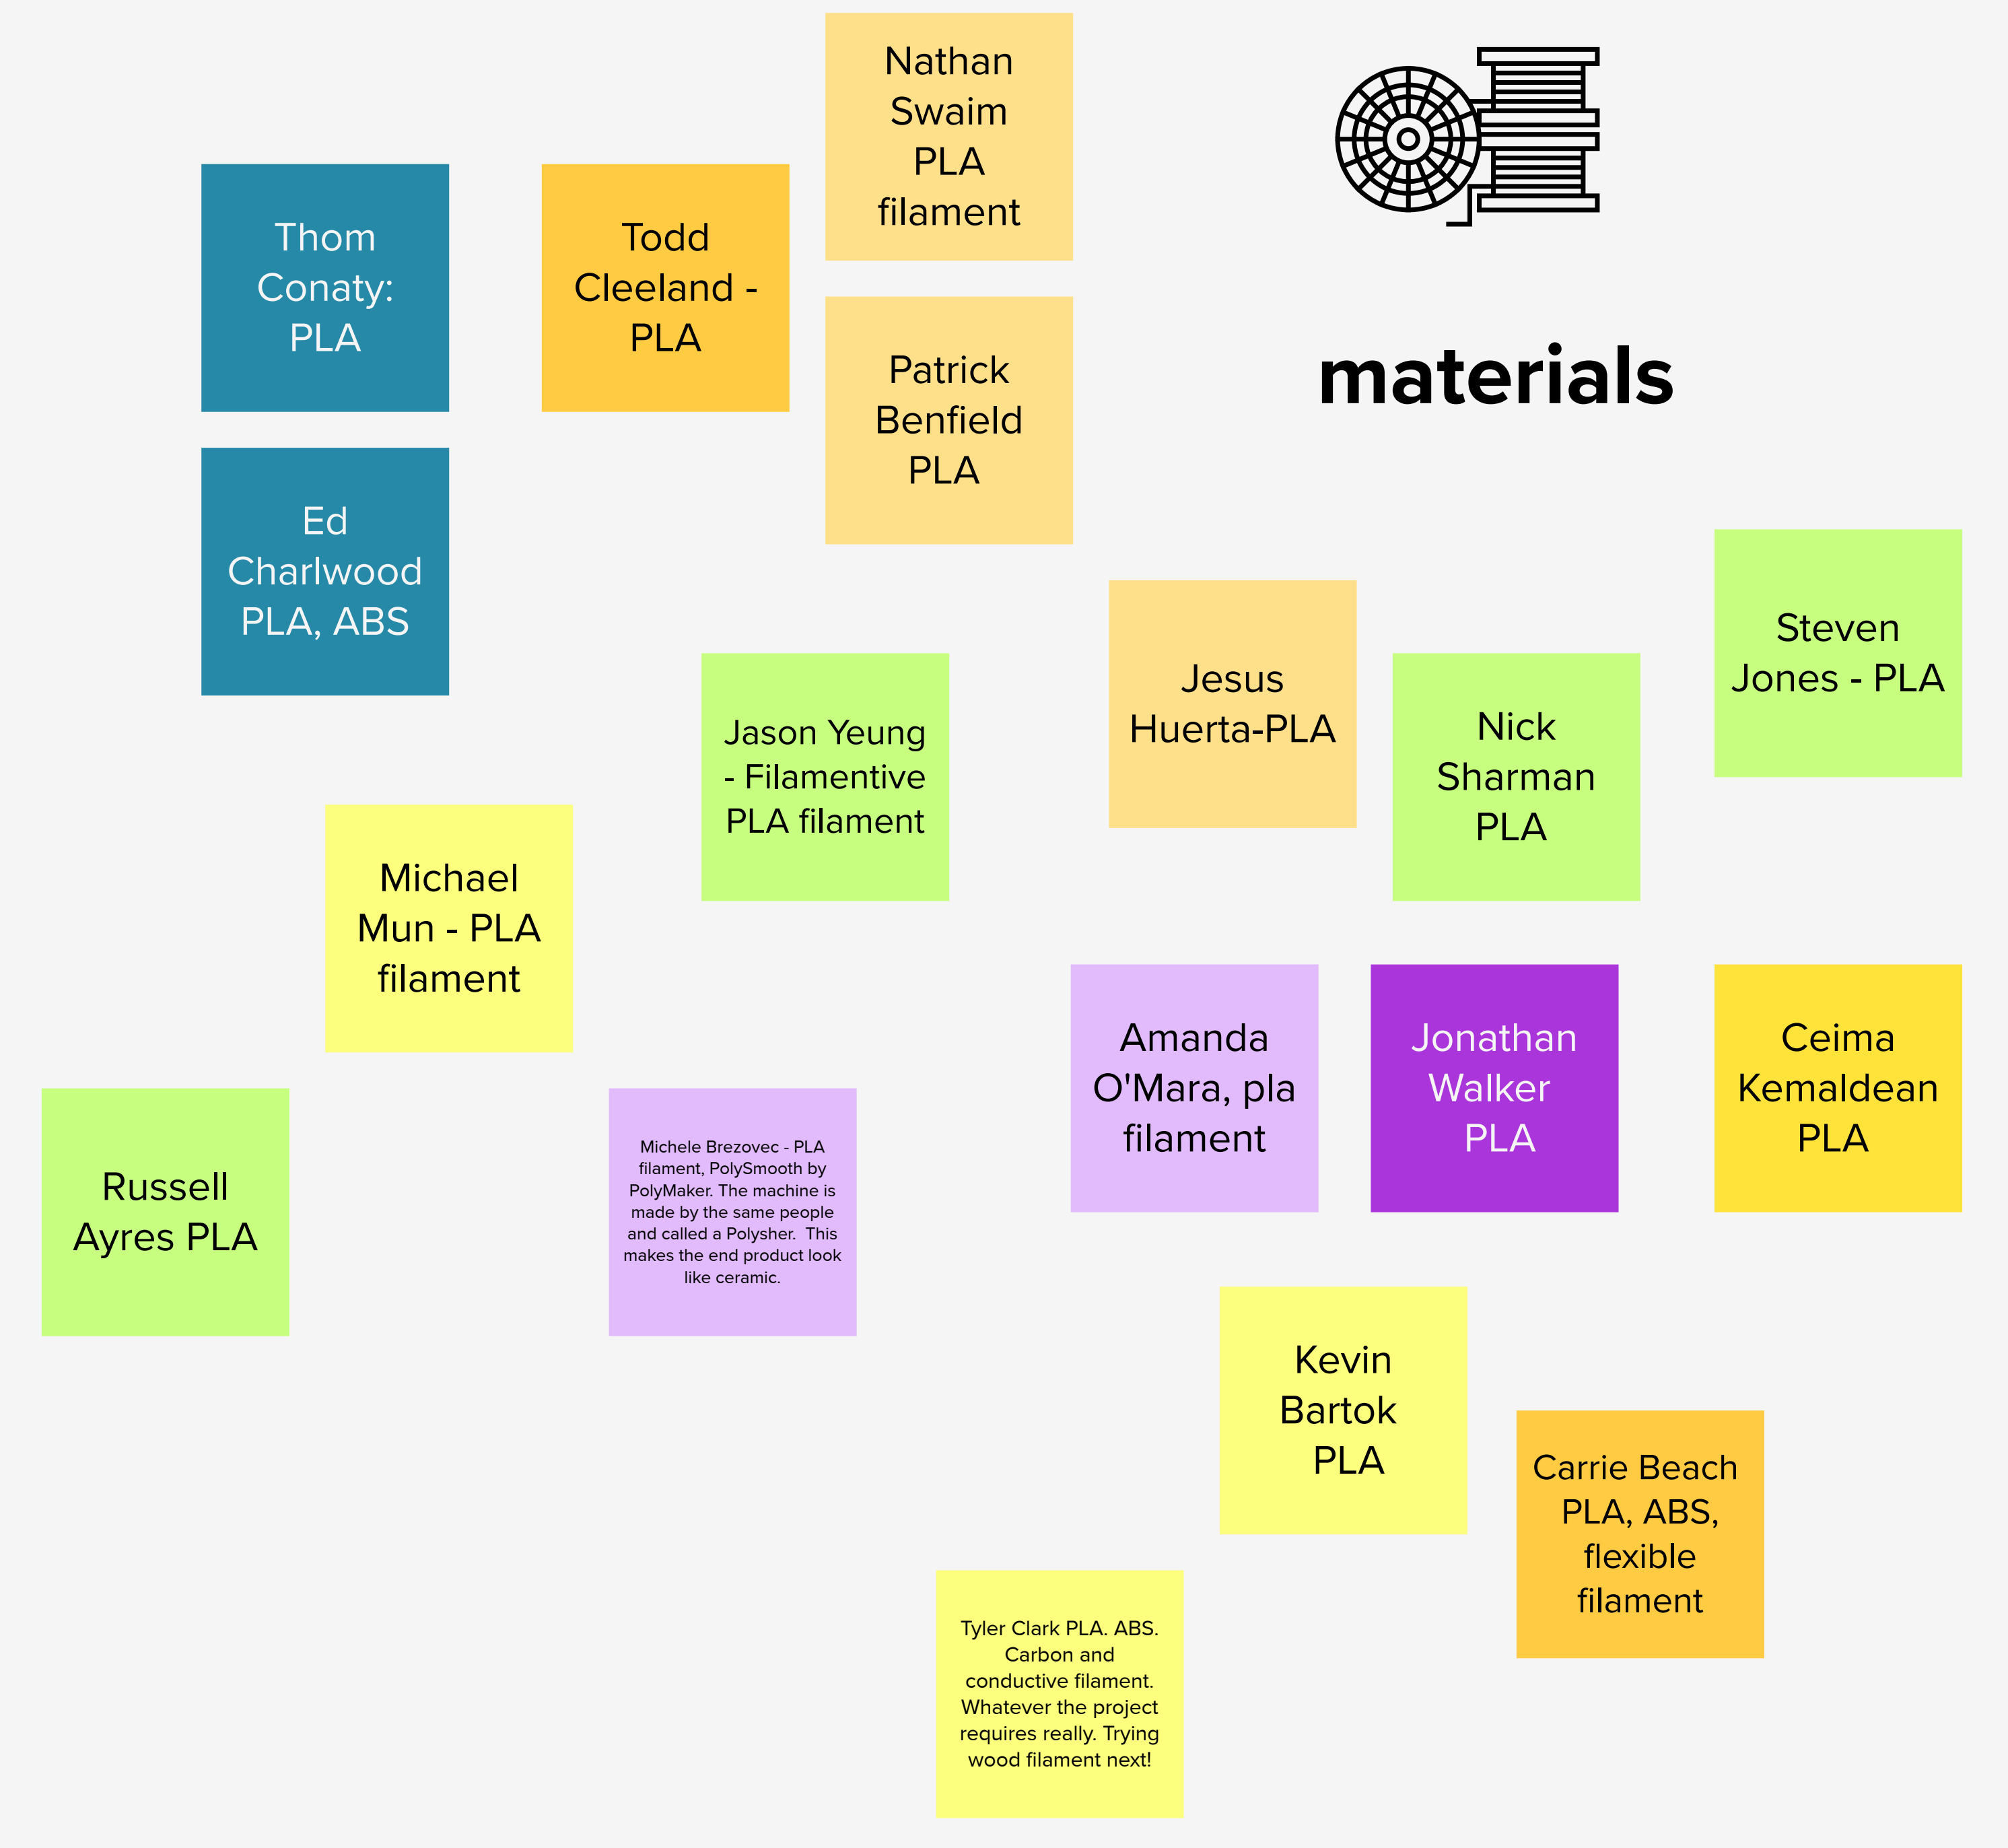 Nathan
Swaim
PLA
filament
Thom
Conaty:
PLA
Todd
Cleeland -
PLA
Patrick
Benfield
PLA
materials
Ed
Charlwood
PLA, ABS
Steven
Jones - PLA
Jesus
Huerta-PLA
Jason Yeung
- Filamentive
PLA filament
Nick
Sharman
PLA
Michael
Mun - PLA
filament
Amanda
O'Mara, pla
filament
Jonathan
Walker
PLA
Ceima
Kemaldean
PLA
Russell
Ayres PLA
Michele Brezovec - PLA
filament, PolySmooth by
PolyMaker. The machine is
made by the same people
and called a Polysher.  This
makes the end product look
like ceramic.
Kevin
Bartok
PLA
Carrie Beach
PLA, ABS,
flexible
filament
Tyler Clark PLA. ABS.
Carbon and
conductive filament.
Whatever the project
requires really. Trying
wood filament next!